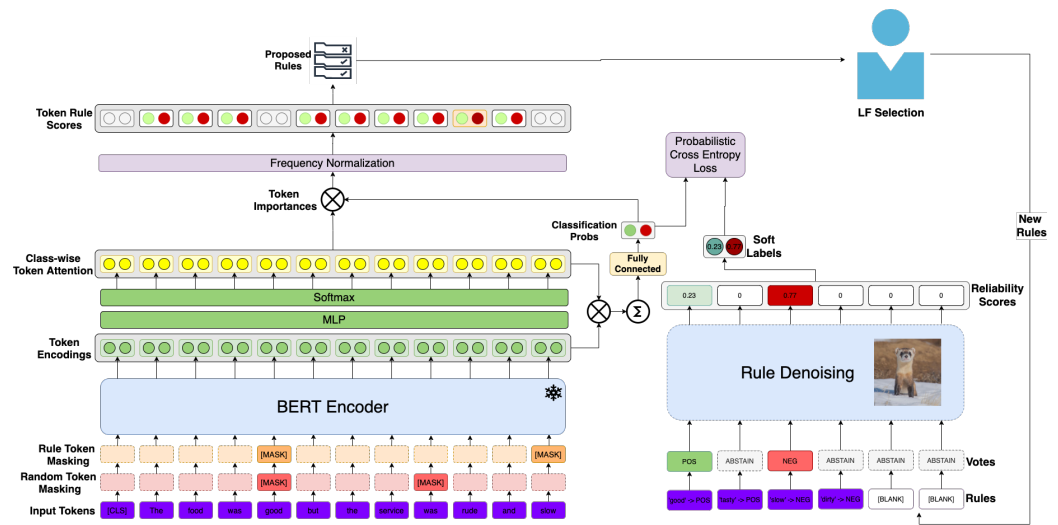 Proposed
Rules
LF Selection
Token Rule
Scores
Frequency Normalization
Probabilistic
Cross Entropy
Loss
Token
Importances
Classification
Probs
New
Rules
0.23 0.77
Soft
Labels
Class-wise
Token Attention
Fully
Connected
Softmax
MLP
Σ
0.23 0 0.77 0 0 0
Reliability
Scores
Token
Encodings
BERT Encoder
Rule Denoising
Rule Token
Masking
[MASK] [MASK]
Random Token
Masking
[MASK] [MASK]
Input Tokens
[CLS] The food was good but the service was rude and slow
POS ABSTAIN NEG ABSTAIN ABSTAIN ABSTAIN
Votes
'good' -> POS 'tasty' -> POS 'slow' -> NEG 'dirty' -> NEG [BLANK] [BLANK]
Rules